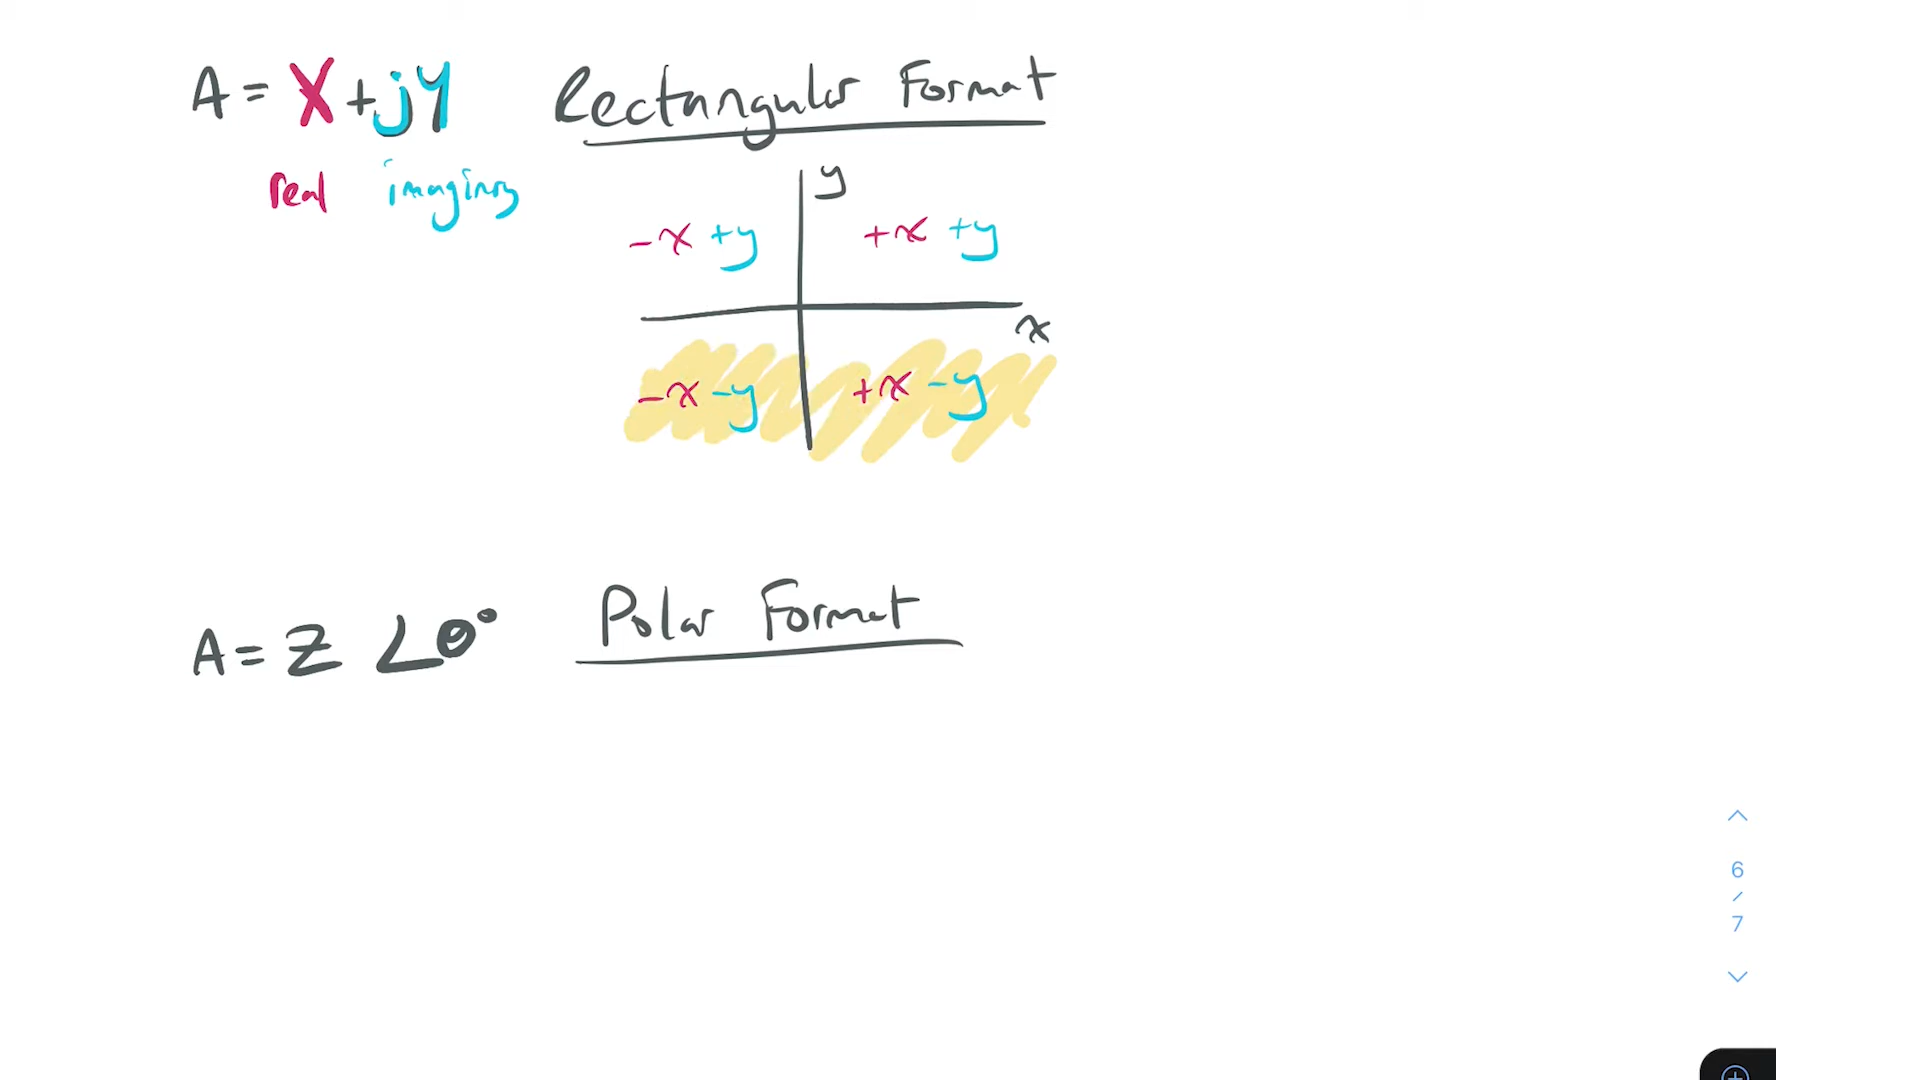 A = X + jY Rectangular Format
real imaginary
y
-x +y +x +y
x
-x -y +x -y
A = Z ∠θ° Polar Format
6
/
7